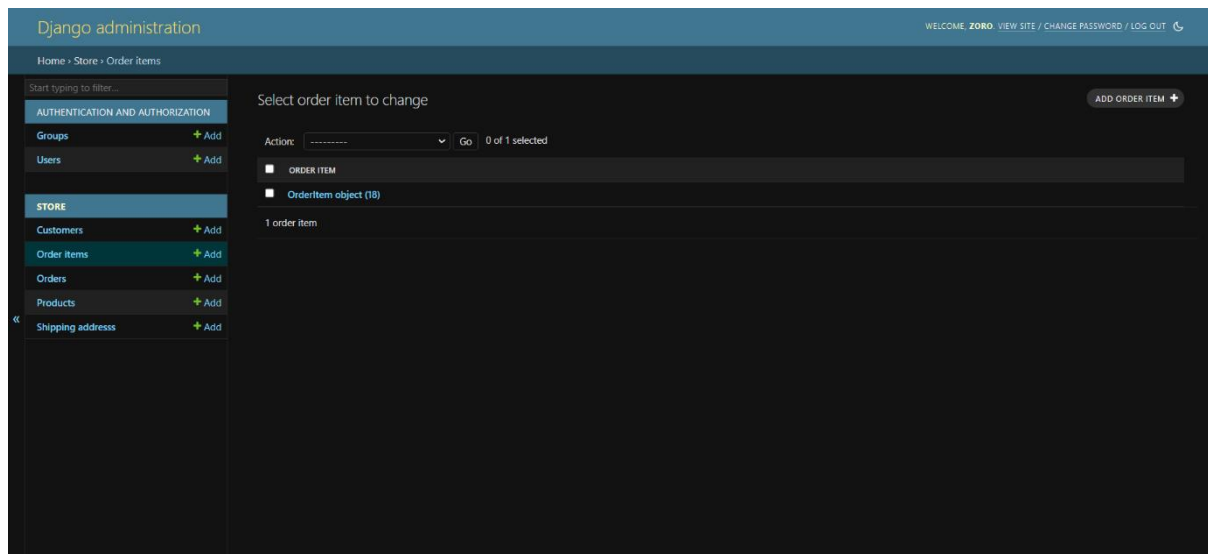 Django administration
WELCOME, ZORO. VIEW SITE / CHANGE PASSWORD / LOG OUT
Home › Store › Order items
Start typing to filter...
AUTHENTICATION AND AUTHORIZATION
Groups + Add
Users + Add
STORE
Customers + Add
Order items + Add
Orders + Add
Products + Add
Shipping addresss + Add
«
Select order item to change
ADD ORDER ITEM +
Action: --------- Go 0 of 1 selected
ORDER ITEM
OrderItem object (18)
1 order item